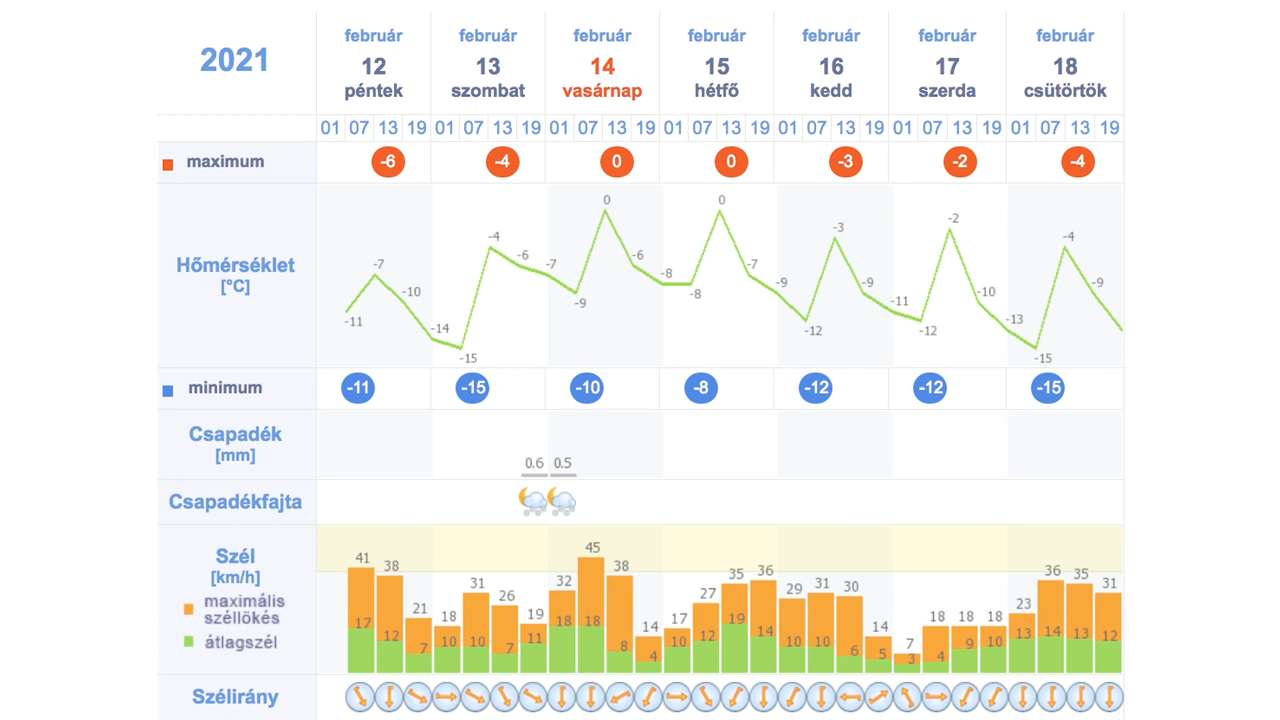 2021
február február február február február február február
12 13 14 15 16 17 18
péntek szombat vasárnap hétfő kedd szerda csütörtök
01 07 13 19 01 07 13 19 01 07 13 19 01 07 13 19 01 07 13 19 01 07 13 19 01 07 13 19
maximum -6 -4 0 0 -3 -2 -4
Hőmérséklet
[°C]
-11 -7 -10 -14 -15 -4 -6 -7 -9 0 -6 -8 -8 0 -7 -9 -12 -3 -9 -11 -12 -2 -10 -13 -15 -4 -9
minimum -11 -15 -10 -8 -12 -12 -15
Csapadék
[mm]
0.6 0.5
Csapadékfajta
Szél
[km/h]
maximális
széllökés
átlagszél
41 38 21 18 31 26 19 32 45 38 14 17 27 35 36 29 31 30 14 7 18 18 18 23 36 35 31
17 12 7 10 10 7 11 18 18 8 4 10 12 19 14 10 10 6 5 3 4 9 10 13 14 13 12
Szélirány